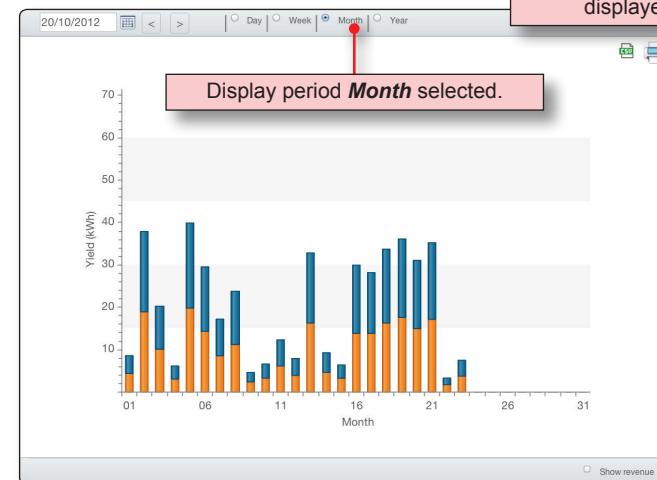 displaye
20/10/2012 < > Day Week Month Year
CSV
Display period Month selected.
70
60
50
40
30
20
10
Yield (kWh)
01 06 11 16 21 26 31
Month
Show revenue